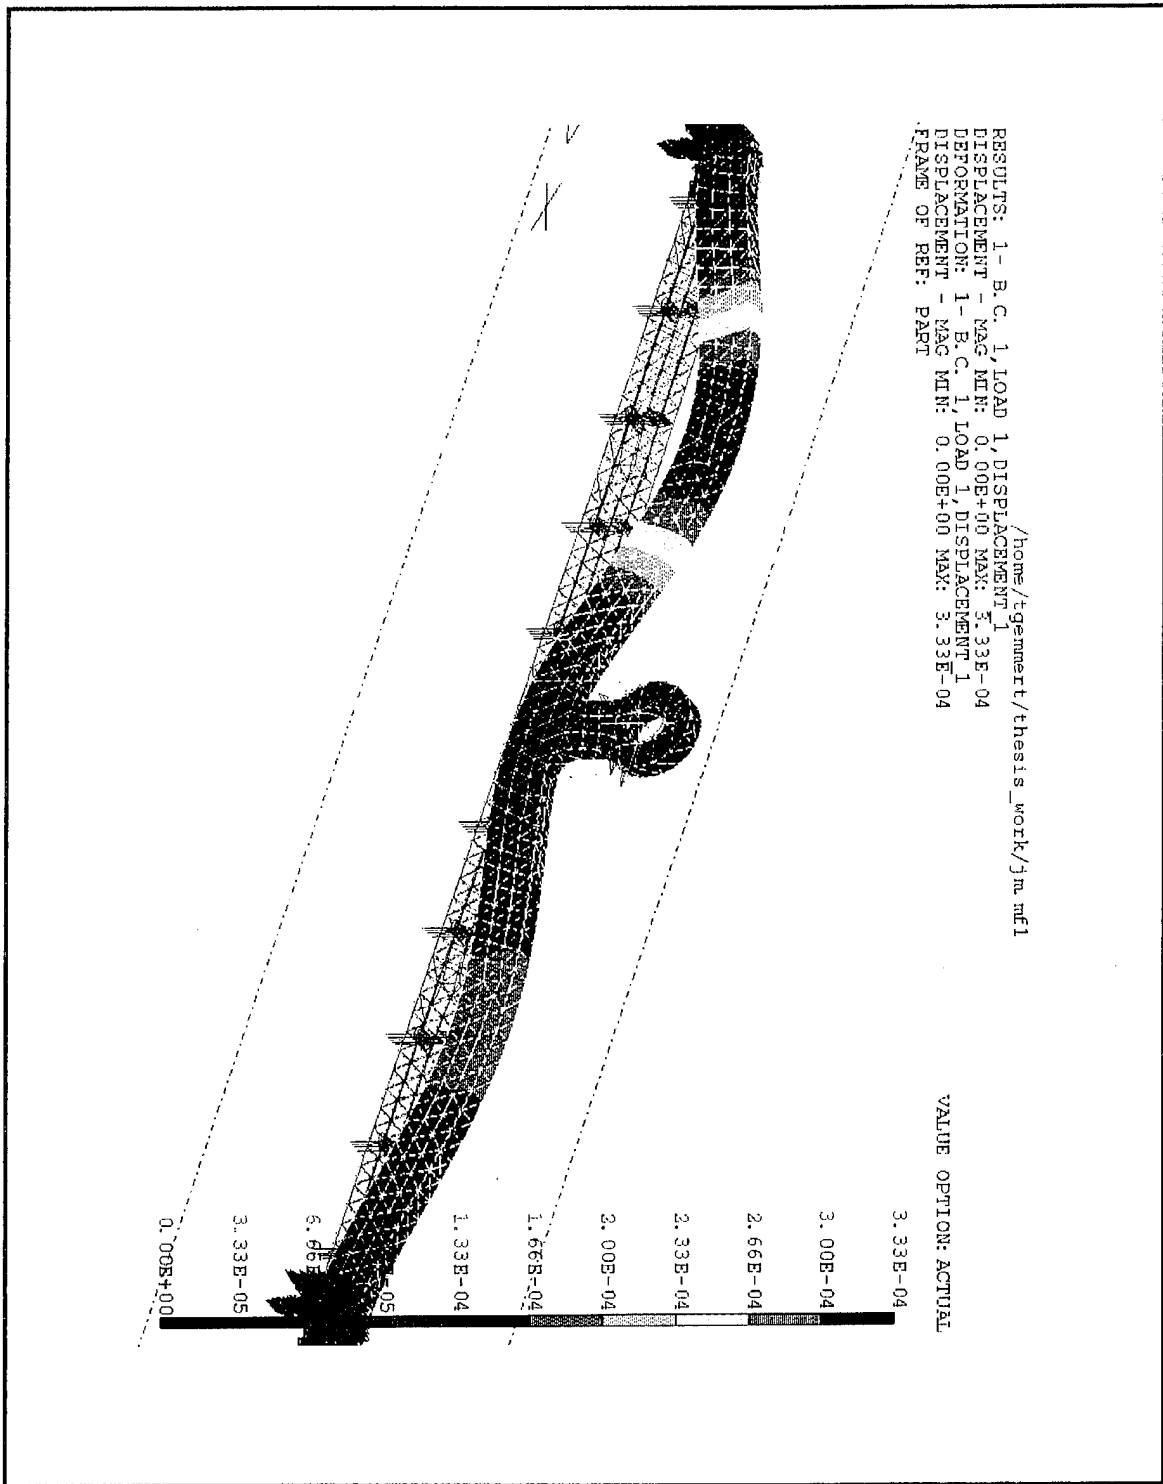 /home/tgemmert/thesis_work/jm.mf1
RESULTS: 1- B.C. 1,LOAD 1,DISPLACEMENT_1
DISPLACEMENT - MAG MIN: 0.00E+00 MAX: 3.33E-04
DEFORMATION: 1- B.C. 1,LOAD 1,DISPLACEMENT_1
DISPLACEMENT - MAG MIN: 0.00E+00 MAX: 3.33E-04
FRAME OF REF: PART
VALUE OPTION: ACTUAL
3.33E-04
3.00E-04
2.66E-04
2.33E-04
2.00E-04
1.66E-04
1.33E-04
3.33E-05
0.00E+00